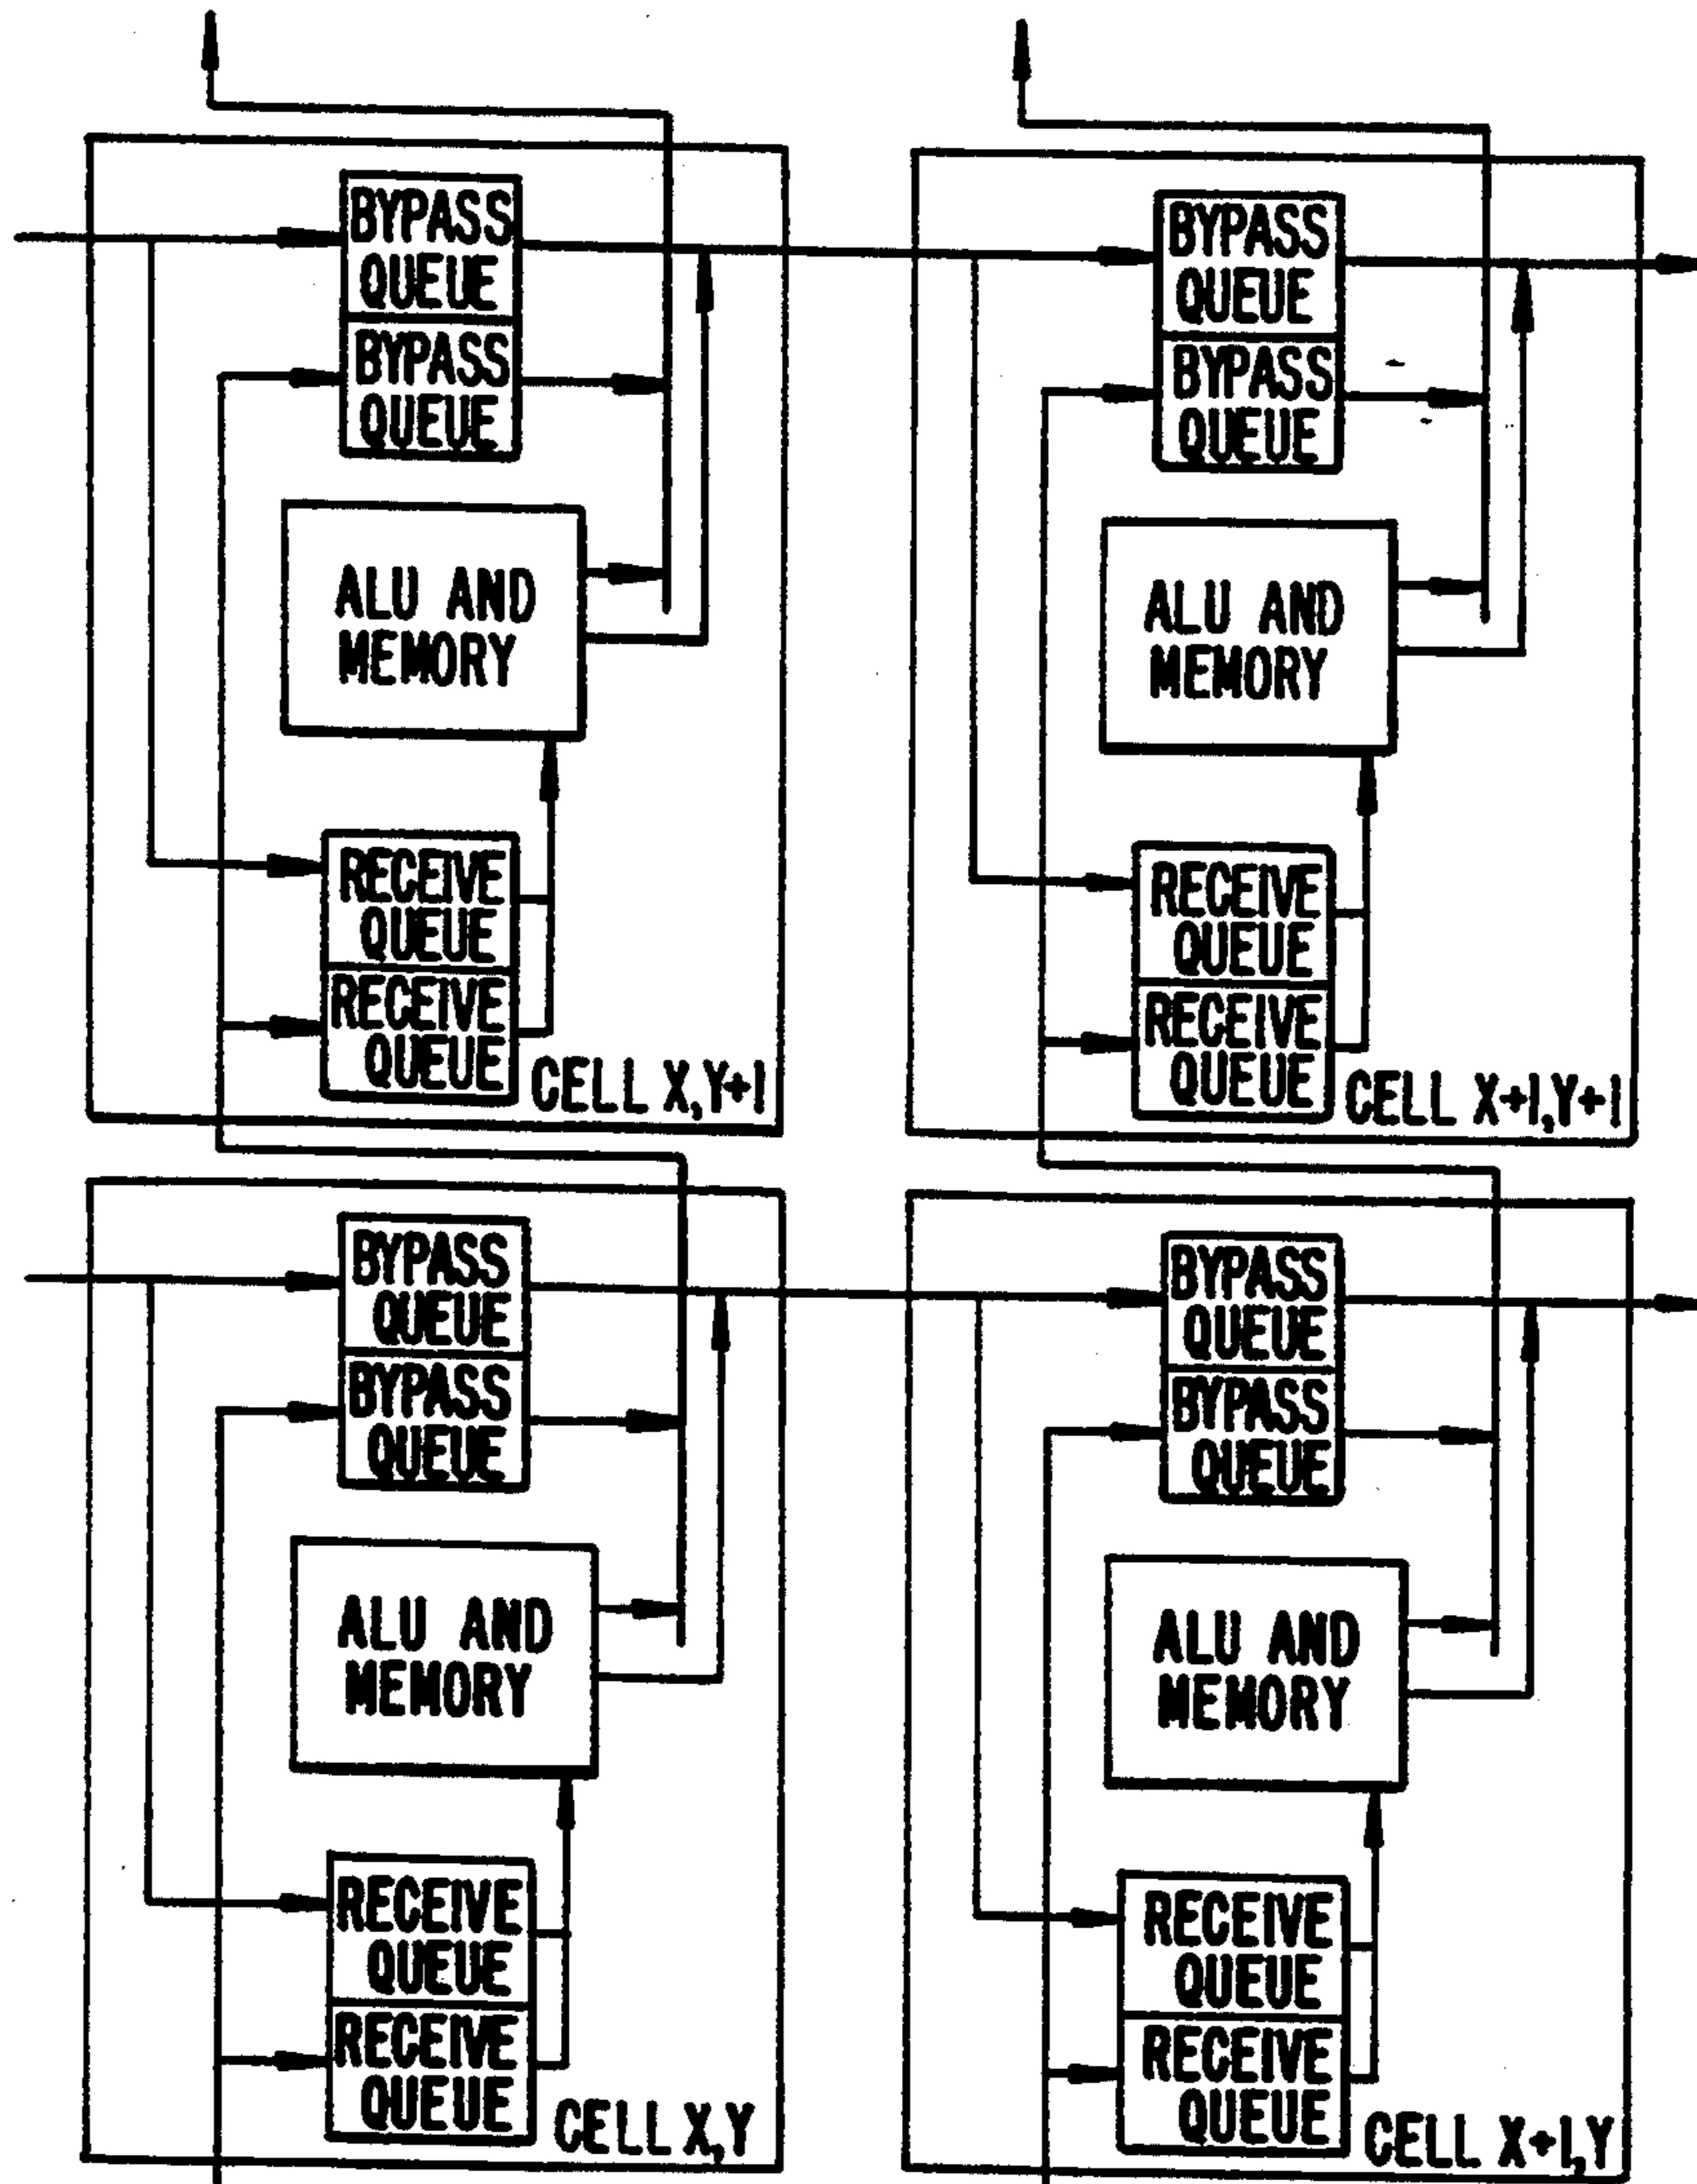 BYPASS
QUEUE
BYPASS
QUEUE
ALU AND
MEMORY
RECEIVE
QUEUE
RECEIVE
QUEUE
CELL X,Y+1
BYPASS
QUEUE
BYPASS
QUEUE
ALU AND
MEMORY
RECEIVE
QUEUE
RECEIVE
QUEUE
CELL X+1,Y+1
BYPASS
QUEUE
BYPASS
QUEUE
ALU AND
MEMORY
RECEIVE
QUEUE
RECEIVE
QUEUE
CELL X,Y
BYPASS
QUEUE
BYPASS
QUEUE
ALU AND
MEMORY
RECEIVE
QUEUE
RECEIVE
QUEUE
CELL X+1,Y